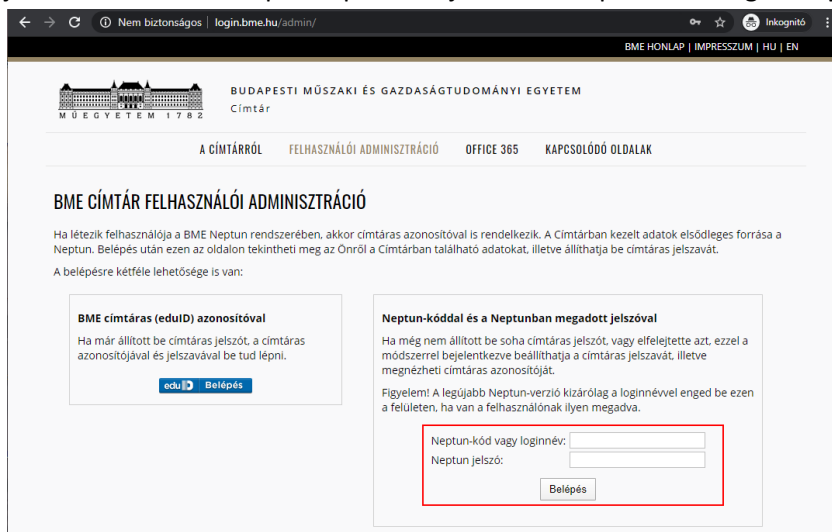 Nem biztonságos | login.bme.hu/admin/
Inkognitó
BME HONLAP | IMPRESSZUM | HU | EN
BUDAPESTI MŰSZAKI ÉS GAZDASÁGTUDOMÁNYI EGYETEM
Címtár
MŰEGYETEM 1782
A CÍMTÁRRÓL FELHASZNÁLÓI ADMINISZTRÁCIÓ OFFICE 365 KAPCSOLÓDÓ OLDALAK
BME CÍMTÁR FELHASZNÁLÓI ADMINISZTRÁCIÓ
Ha létezik felhasználója a BME Neptun rendszerében, akkor címtáras azonosítóval is rendelkezik. A Címtárban kezelt adatok elsődleges forrása a
Neptun. Belépés után ezen az oldalon tekintheti meg az Önről a Címtárban található adatokat, illetve állíthatja be címtáras jelszavát.
A belépésre kétféle lehetősége is van:
BME címtáras (eduID) azonosítóval
Ha már állított be címtáras jelszót, a címtáras
azonosítójával és jelszavával be tud lépni.
eduID Belépés
Neptun-kóddal és a Neptunban megadott jelszóval
Ha még nem állított be soha címtáras jelszót, vagy elfelejtette azt, ezzel a
módszerrel bejelentkezve beállíthatja a címtáras jelszavát, illetve
megnézheti címtáras azonosítóját.
Figyelem! A legújabb Neptun-verzió kizárólag a loginnévvel enged be ezen
a felületen, ha van a felhasználónak ilyen megadva.
Neptun-kód vagy loginnév:
Neptun jelszó:
Belépés